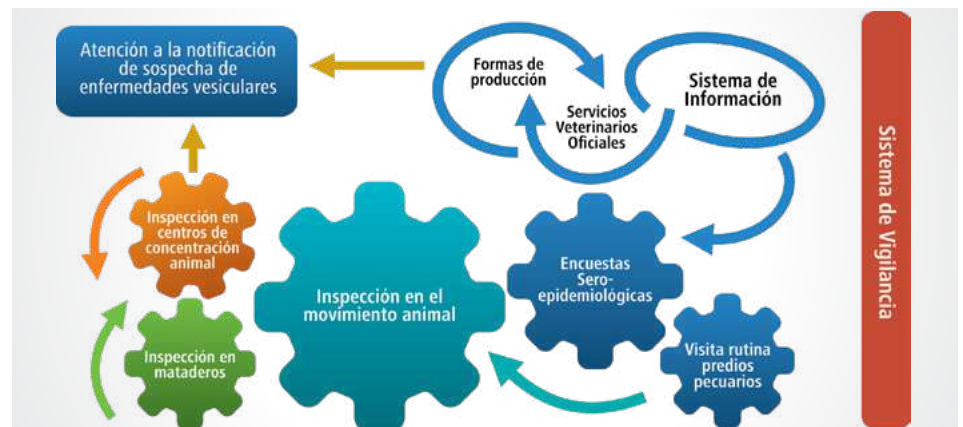 Atención a la notificación
de sospecha de
enfermedades vesiculares
Formas de
producción
Servicios
Veterinarios
Oficiales
Sistema de
Información
Inspección en
centros de
concentración
animal
Inspección en
mataderos
Inspección en el
movimiento animal
Encuestas
Sero-
epidemiológicas
Visita rutina
predios
pecuarios
Sistema de Vigilancia